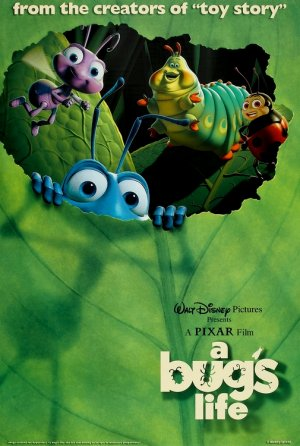 from the creators of "toy story"
WALT DISNEY Pictures
Presents
A PIXAR Film
a
bug's
life